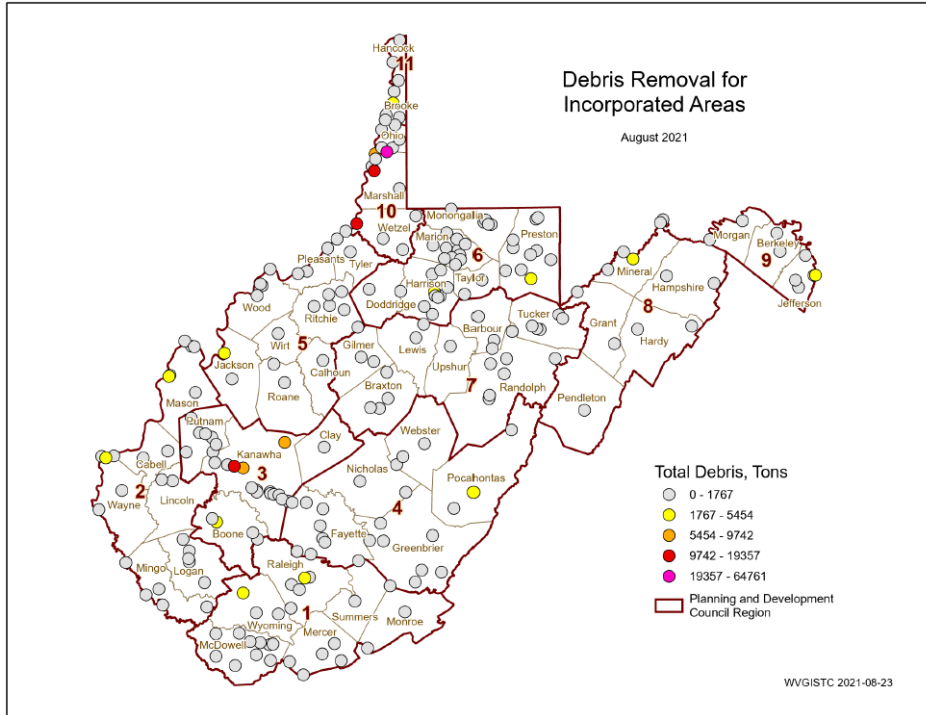 Debris Removal for
Incorporated Areas
August 2021
Hancock
11
Brooke
Ohio
Marshall
10
Wetzel
Monongalia
Marion
Preston
6
Taylor
Harrison
Doddridge
Pleasants
Tyler
Wood
Ritchie
Wirt
5
Jackson
Calhoun
Roane
Gilmer
Lewis
Braxton
Upshur
Barbour
Tucker
7
Randolph
Morgan
Berkeley
9
Jefferson
Mineral
Hampshire
8
Grant
Hardy
Pendleton
Mason
Putnam
Kanawha
Clay
3
Cabell
2
Wayne
Lincoln
Boone
Mingo
Logan
Webster
Nicholas
Pocahontas
4
Fayette
Greenbrier
Raleigh
Summers
Monroe
1
Wyoming
Mercer
McDowell
Total Debris, Tons
0 - 1767
1767 - 5454
5454 - 9742
9742 - 19357
19357 - 64761
Planning and Development
Council Region
WVGISTC 2021-08-23